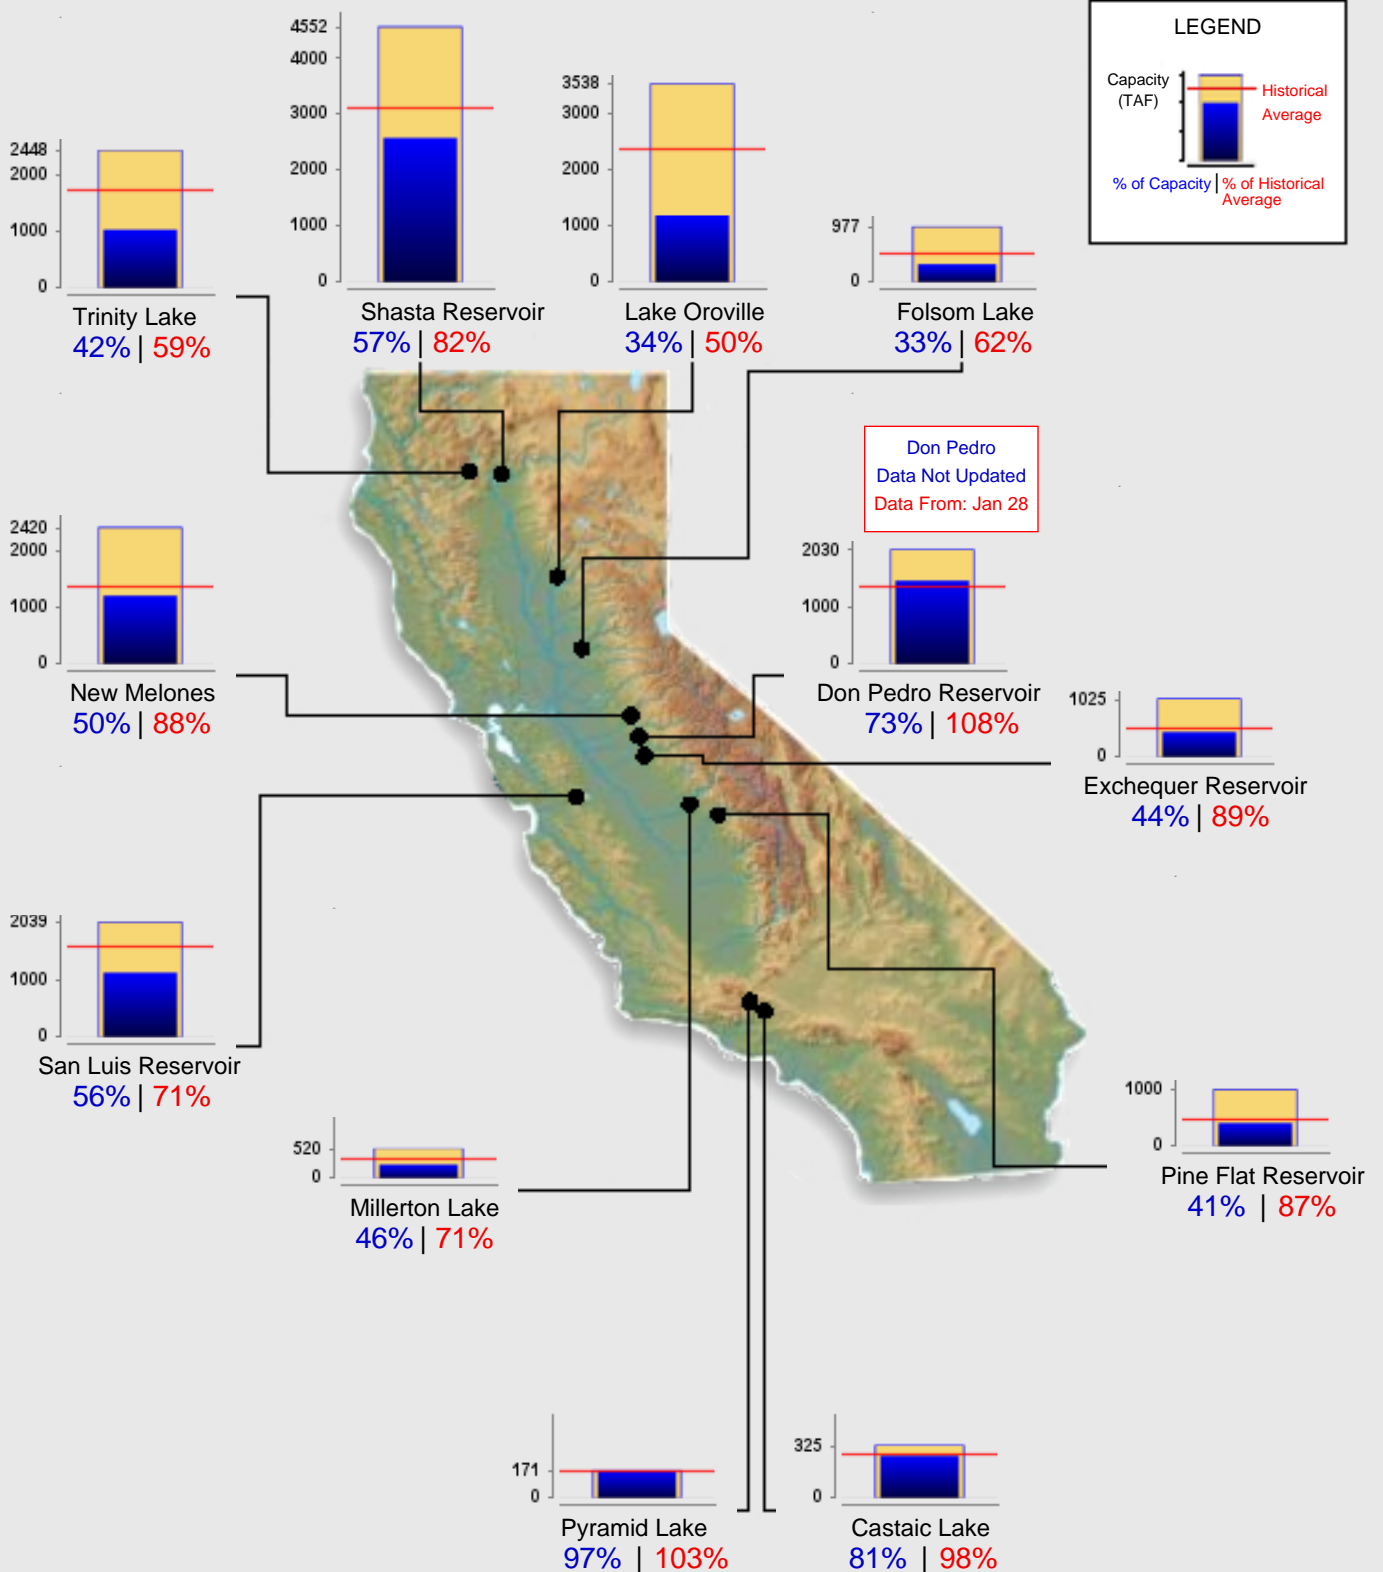 LEGEND
Capacity
(TAF)
Historical
Average
% of Capacity | % of Historical
Average
4552
4000
3000
2000
1000
0
Shasta Reservoir
57% | 82%
3538
3000
2000
1000
0
Lake Oroville
34% | 50%
2448
2000
1000
0
Trinity Lake
42% | 59%
977
0
Folsom Lake
33% | 62%
Don Pedro
Data Not Updated
Data From: Jan 28
2420
2000
1000
0
New Melones
50% | 88%
2030
1000
0
Don Pedro Reservoir
73% | 108%
1025
0
Exchequer Reservoir
44% | 89%
2039
1000
0
San Luis Reservoir
56% | 71%
520
0
Millerton Lake
46% | 71%
1000
0
Pine Flat Reservoir
41% | 87%
171
0
Pyramid Lake
97% | 103%
325
0
Castaic Lake
81% | 98%